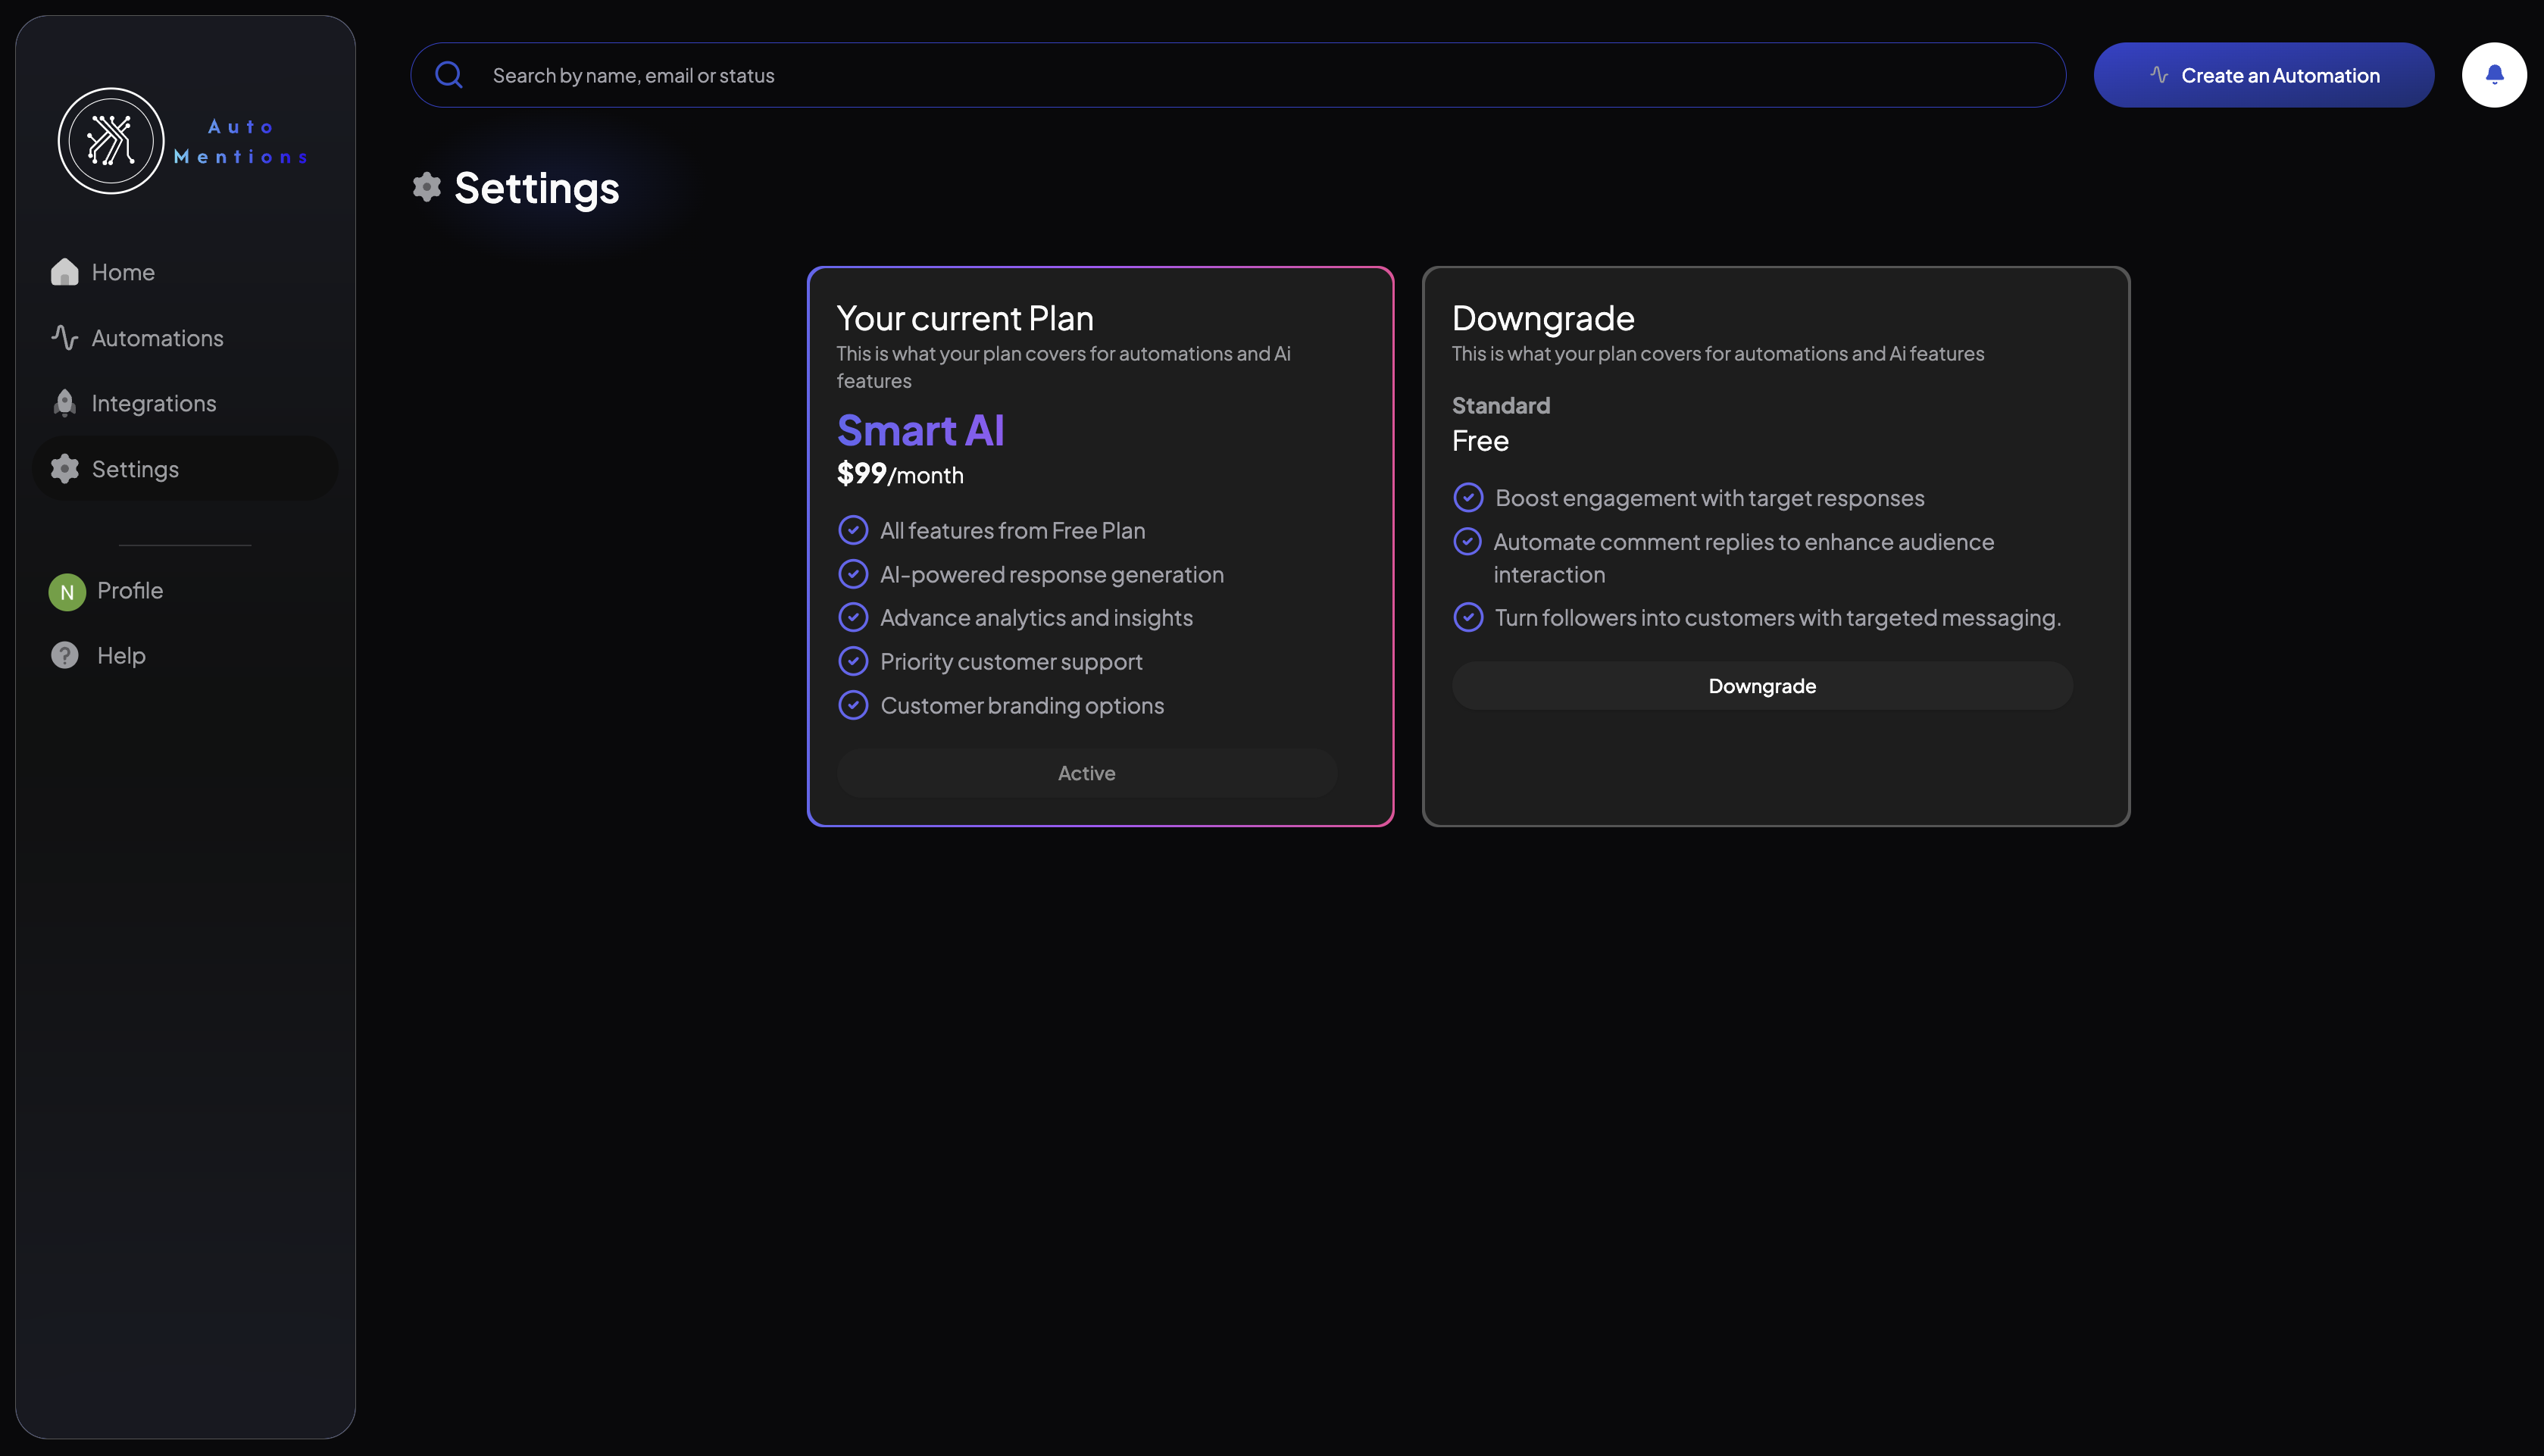 Auto
Mentions
Home
Automations
Integrations
Settings
N
Profile
Help
Search by name, email or status
Create an Automation
Settings
Your current Plan
This is what your plan covers for automations and Ai
features
Smart AI
$99/month
All features from Free Plan
AI-powered response generation
Advance analytics and insights
Priority customer support
Customer branding options
Active
Downgrade
This is what your plan covers for automations and Ai features
Standard
Free
Boost engagement with target responses
Automate comment replies to enhance audience
interaction
Turn followers into customers with targeted messaging.
Downgrade